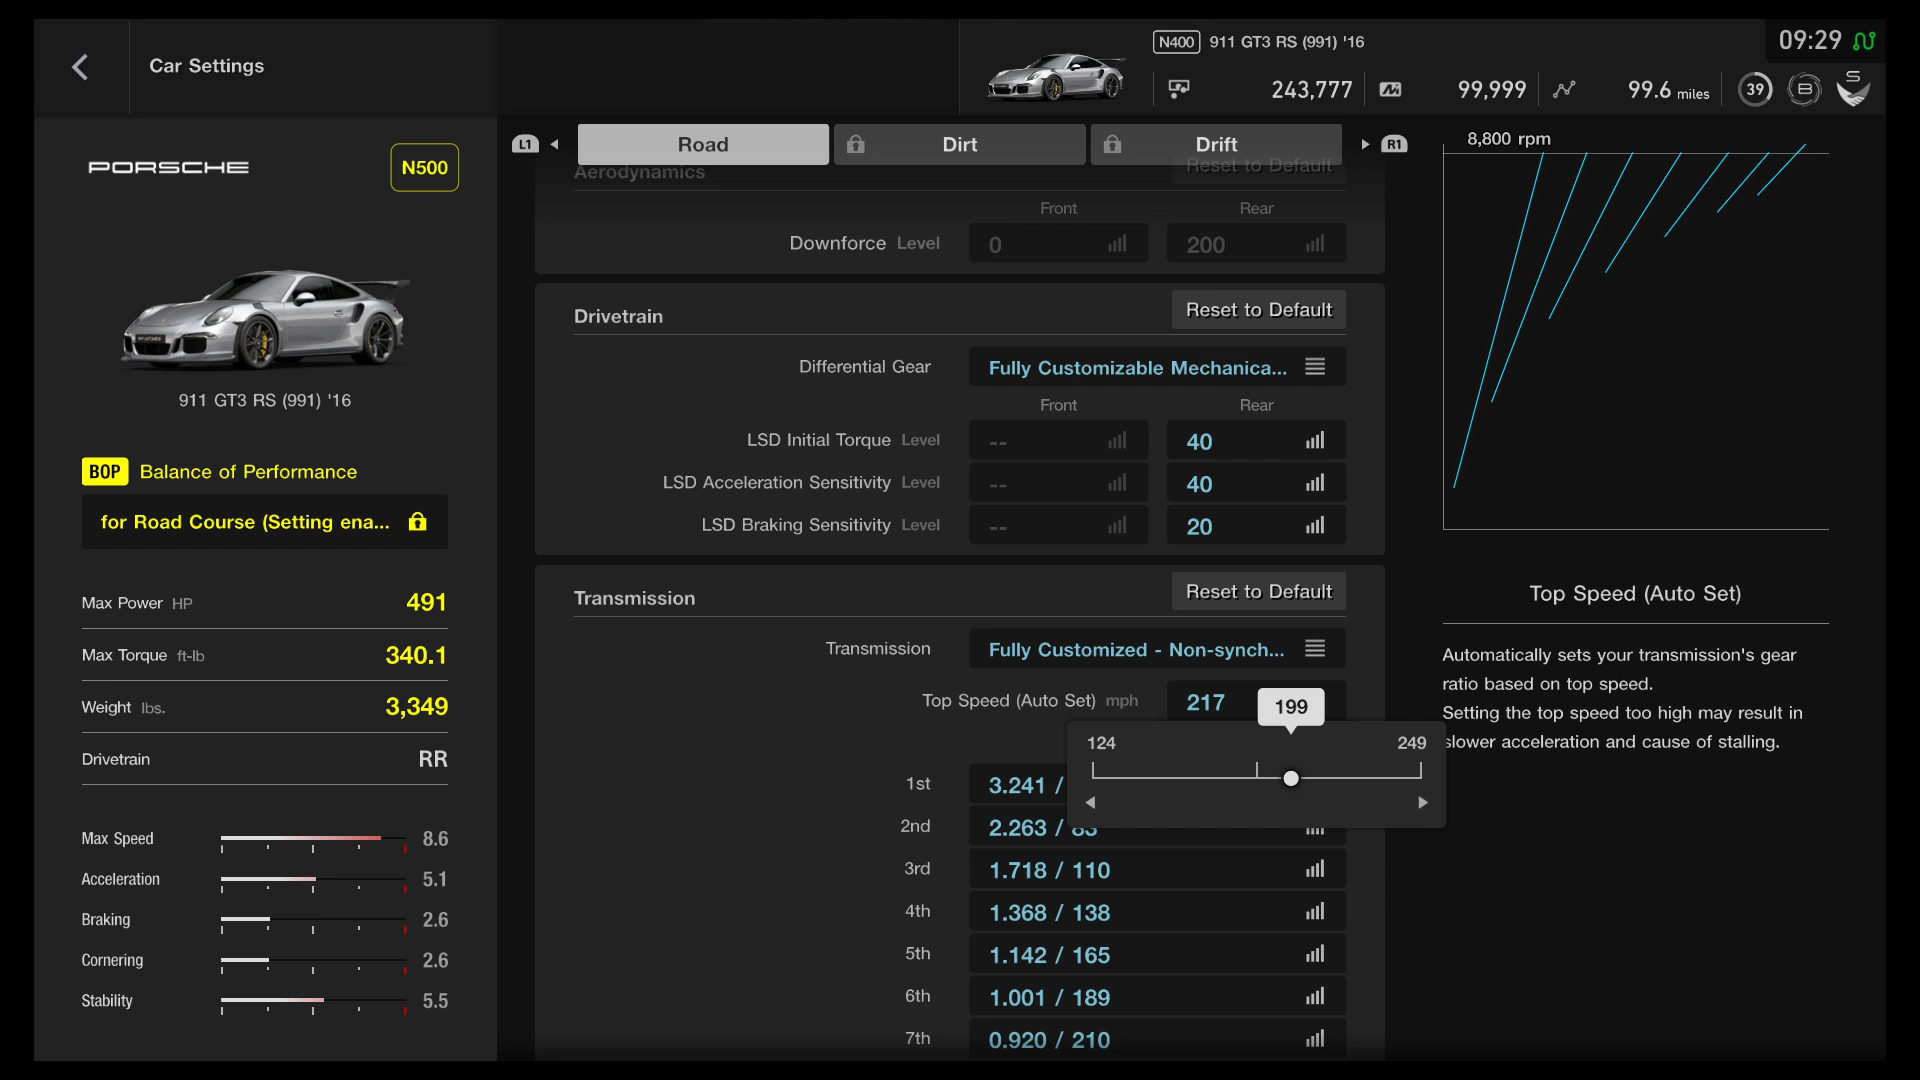 Car Settings
N400 911 GT3 RS (991) '16
09:29
243,777 99,999 99.6 miles 39 B S
PORSCHE
N500
911 GT3 RS (991) '16
BOP Balance of Performance
for Road Course (Setting ena...
Max Power HP 491
Max Torque ft-lb 340.1
Weight lbs. 3,349
Drivetrain RR
Max Speed 8.6
Acceleration 5.1
Braking 2.6
Cornering 2.6
Stability 5.5
L1 Road Dirt Drift R1
Aerodynamics Reset to Default
Front Rear
Downforce Level 0 200
Drivetrain Reset to Default
Differential Gear Fully Customizable Mechanica...
Front Rear
LSD Initial Torque Level -- 40
LSD Acceleration Sensitivity Level -- 40
LSD Braking Sensitivity Level -- 20
Transmission Reset to Default
Transmission Fully Customized - Non-synch...
Top Speed (Auto Set) mph 217
199
124 249
1st 3.241 /
2nd 2.263 / 83
3rd 1.718 / 110
4th 1.368 / 138
5th 1.142 / 165
6th 1.001 / 189
7th 0.920 / 210
8,800 rpm
Top Speed (Auto Set)
Automatically sets your transmission's gear
ratio based on top speed.
Setting the top speed too high may result in
slower acceleration and cause of stalling.